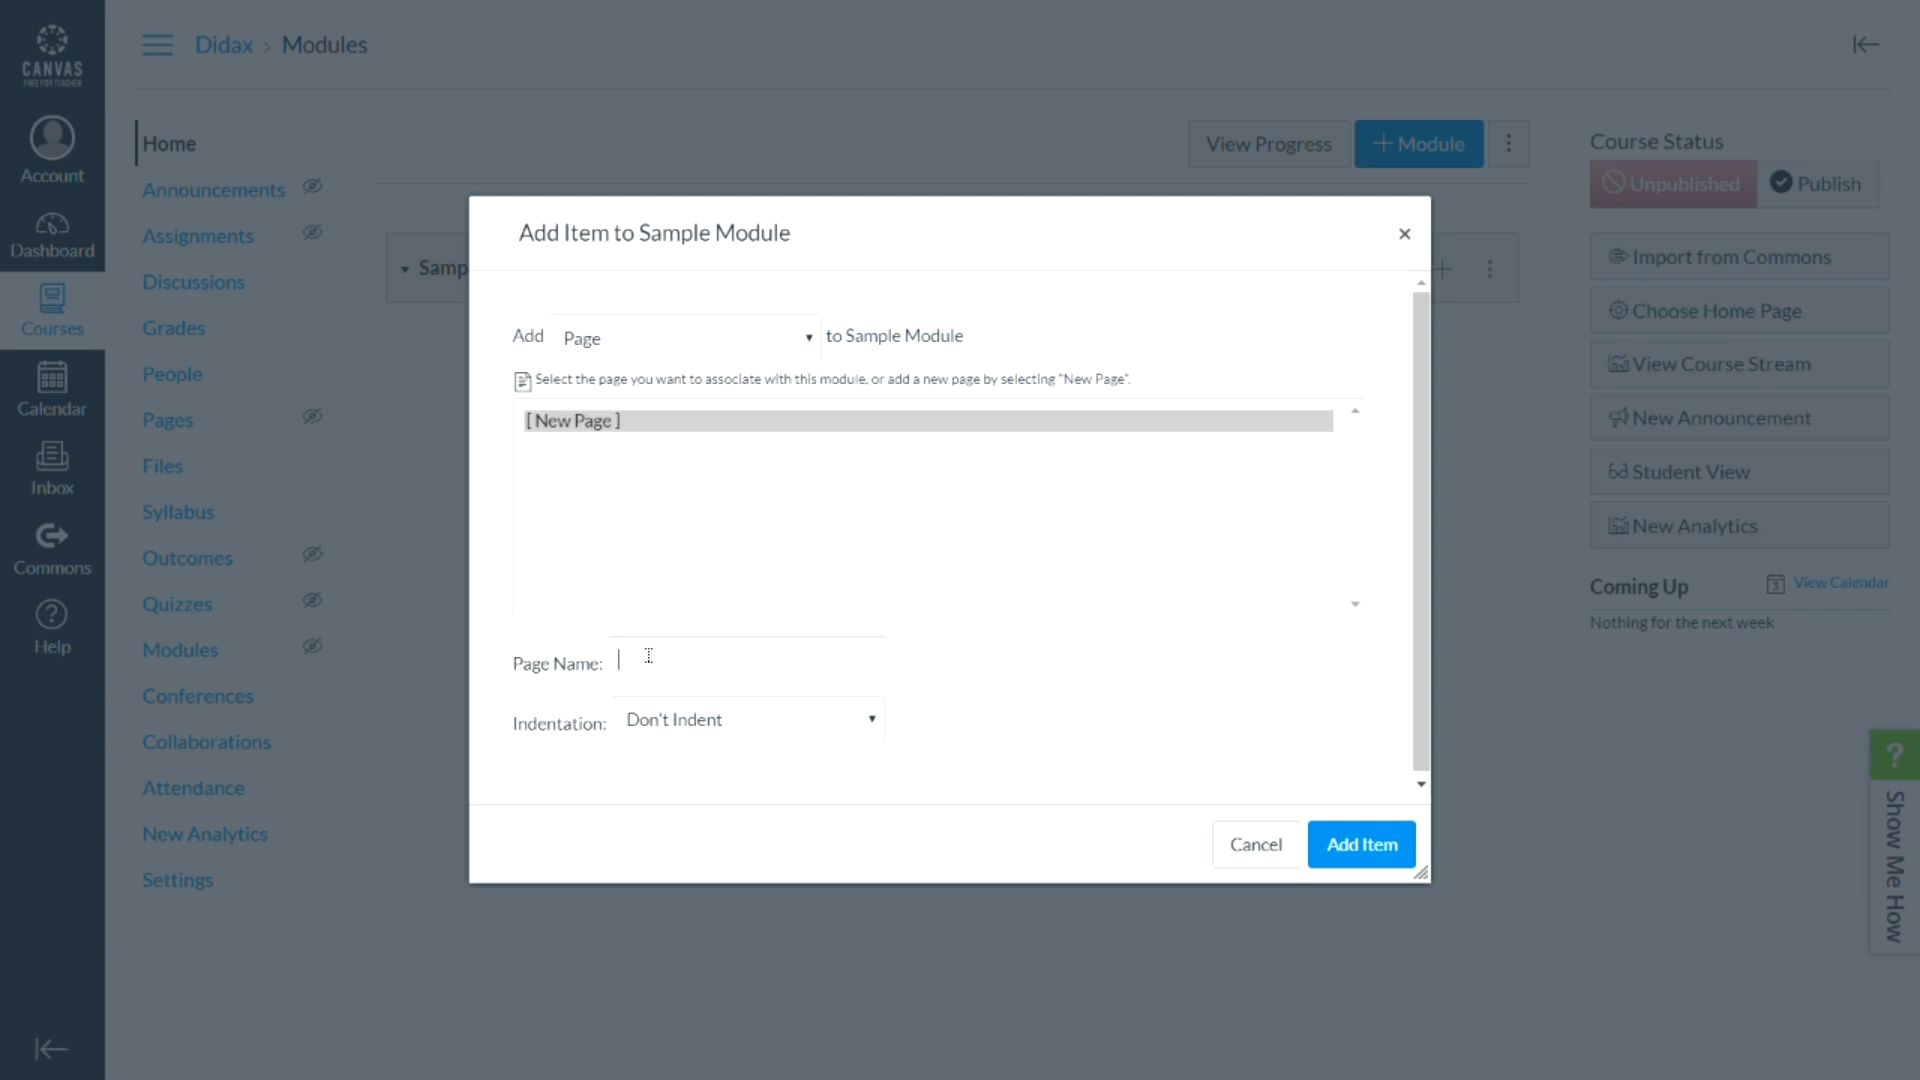 CANVAS
FREE FOR TEACHER
Account
Dashboard
Courses
Calendar
Inbox
Commons
Help
Didax › Modules
Home
Announcements
Assignments
Discussions
Grades
People
Pages
Files
Syllabus
Outcomes
Quizzes
Modules
Conferences
Collaborations
Attendance
New Analytics
Settings
View Progress
+ Module
Samp
Add Item to Sample Module
×
Add Page to Sample Module
Select the page you want to associate with this module, or add a new page by selecting "New Page".
[ New Page ]
Page Name:
Indentation: Don't Indent
Cancel
Add Item
Course Status
Unpublished
Publish
Import from Commons
Choose Home Page
View Course Stream
New Announcement
Student View
New Analytics
Coming Up
3 View Calendar
Nothing for the next week
? Show Me How